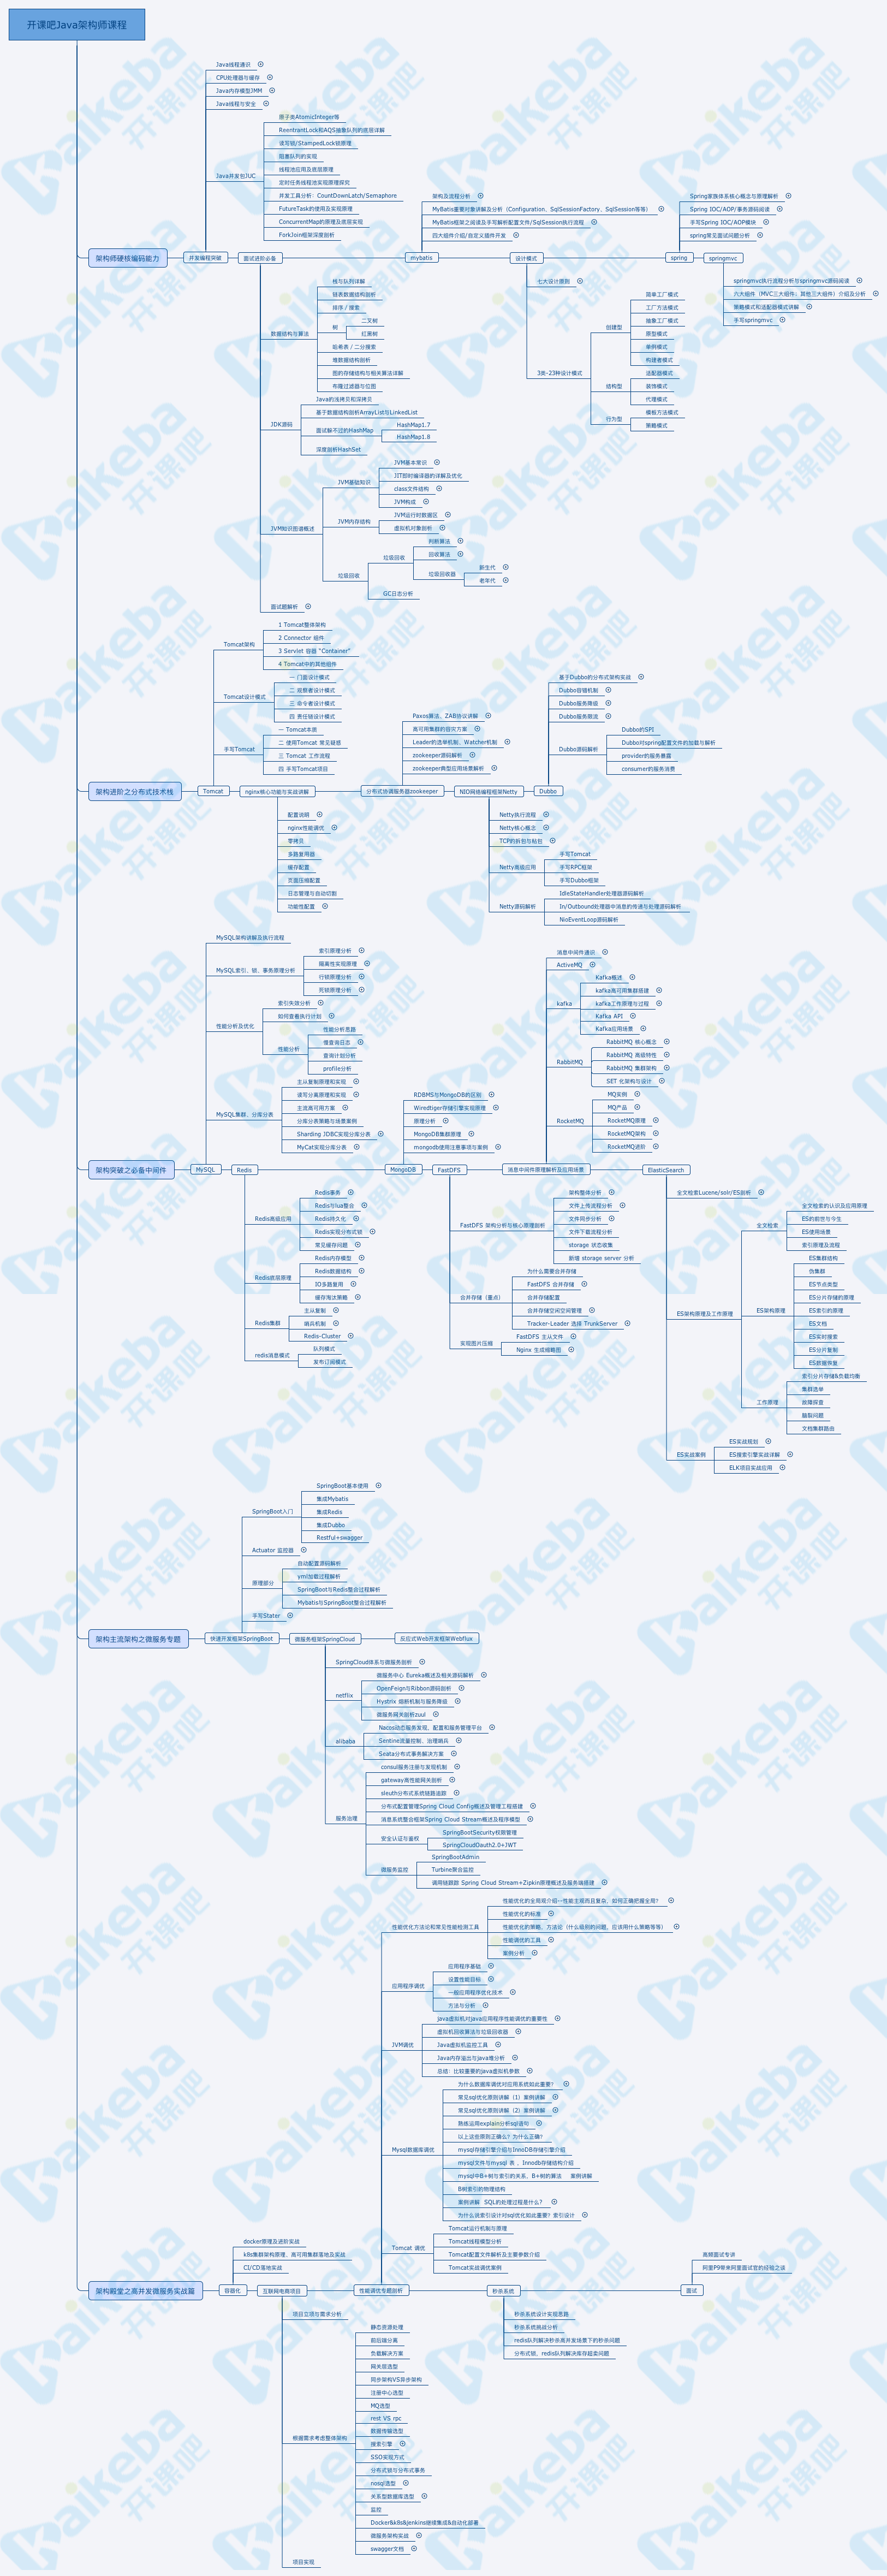 开课吧Java架构师课程
Java线程通识
CPU处理器与缓存
Java内存模型JMM
Java线程与安全
原子类AtomicInteger等
ReentrantLock和AQS抽象队列的底层详解
读写锁/StampedLock锁原理
阻塞队列的实现
线程池应用及底层原理
定时任务线程池实现原理探究
并发工具分析：CountDownLatch/Semaphore
FutureTask的使用及实现原理
ConcurrentMap的原理以及底层实现
ForkJoin框架深度剖析
Java并发包JUC
架构及流程分析
MyBatis重要对象讲解及分析（Configuration、SqlSessionFactory、SqlSession等等）
MyBatis框架之阅读及手写解析配置文件/SqlSession执行流程
四大组件介绍/自定义插件开发
Spring家族体系核心概念与原理解析
Spring IOC/AOP/事务源码阅读
手写Spring IOC/AOP模块
spring常见面试问题分析
架构师硬核编码能力
并发编程突破
面试进阶必备
mybatis
设计模式
spring
springmvc
springmvc执行流程分析与springmvc源码阅读
六大组件（MVC三大组件；其他三大组件）介绍及分析
策略模式和适配器模式讲解
手写springmvc
七大设计原则
3类-23种设计模式
创建型
简单工厂模式
工厂方法模式
抽象工厂模式
原型模式
单例模式
构建者模式
结构型
适配器模式
装饰模式
代理模式
行为型
模板方法模式
策略模式
数据结构与算法
栈与队列详解
链表数据结构剖析
排序／搜索
树
二叉树
红黑树
哈希表／二分搜索
堆数据结构剖析
图的存储结构与相关算法详解
布隆过滤器与位图
JDK源码
Java的浅拷贝和深拷贝
基于数据结构剖析ArrayList与LinkedList
面试躲不过的HashMap
HashMap1.7
HashMap1.8
深度剖析HashSet
JVM知识图谱概述
JVM基础知识
JVM基本常识
JIT即时编译器的详解及优化
class文件结构
JVM构成
JVM内存结构
JVM运行时数据区
虚拟机对象剖析
垃圾回收
垃圾回收
判断算法
回收算法
垃圾回收器
新生代
老年代
GC日志分析
面试题解析
Tomcat架构
1 Tomcat整体架构
2 Connector 组件
3 Servlet 容器 "Container"
4 Tomcat中的其他组件
Tomcat设计模式
一 门面设计模式
二 观察者设计模式
三 命令者设计模式
四 责任链设计模式
手写Tomcat
一 Tomcat本质
二 使用Tomcat 常见疑惑
三 Tomcat 工作流程
四 手写Tomcat项目
Paxos算法、ZAB协议讲解
高可用集群的容灾方案
Leader的选举机制、Watcher机制
zookeeper源码解析
zookeeper典型应用场景解析
基于Dubbo的分布式架构实战
Dubbo容错机制
Dubbo服务降级
Dubbo服务限流
Dubbo源码解析
Dubbo的SPI
Dubbo对spring配置文件的加载与解析
provider的服务暴露
consumer的服务消费
架构进阶之分布式技术栈
Tomcat
nginx核心功能与实战讲解
分布式协调服务器zookeeper
NIO网络编程框架Netty
Dubbo
配置说明
nginx性能调优
零拷贝
多路复用器
缓存配置
页面压缩配置
日志管理与自动切割
功能性配置
Netty执行流程
Netty核心概念
TCP的拆包与粘包
Netty高级应用
手写Tomcat
手写RPC框架
手写Dubbo框架
Netty源码解析
IdleStateHandler处理器源码解析
In/Outbound处理器中消息的传递与处理源码解析
NioEventLoop源码解析
MySQL架构讲解及执行流程
MySQL索引、锁、事务原理分析
索引原理分析
隔离性实现原理
行锁原理分析
死锁原理分析
性能分析及优化
索引失效分析
如何查看执行计划
性能分析
性能分析思路
慢查询日志
查询计划分析
profile分析
MySQL集群、分库分表
主从复制原理和实现
读写分离原理和实现
主流高可用方案
分库分表策略与场景案例
Sharding JDBC实现分库分表
MyCat实现分库分表
RDBMS与MongoDB的区别
Wiredtiger存储引擎实现原理
原理分析
MongoDB集群原理
mongodb使用注意事项与案例
消息中间件通识
ActiveMQ
kafka
Kafka概述
kafka高可用集群搭建
kafka工作原理与过程
Kafka API
Kafka应用场景
RabbitMQ
RabbitMQ 核心概念
RabbitMQ 高级特性
RabbitMQ 集群架构
SET 化架构与设计
RocketMQ
MQ实例
MQ产品
RocketMQ原理
RocketMQ架构
RocketMQ进阶
架构突破之必备中间件
MySQL
Redis
MongoDB
FastDFS
消息中间件原理解析及应用场景
ElasticSearch
Redis高级应用
Redis事务
Redis与lua整合
Redis持久化
Redis实现分布式锁
常见缓存问题
Redis底层原理
Redis内存模型
Redis数据结构
IO多路复用
缓存淘汰策略
Redis集群
主从复制
哨兵机制
Redis-Cluster
redis消息模式
队列模式
发布订阅模式
FastDFS 架构分析与核心原理剖析
架构整体分析
文件上传流程分析
文件同步分析
文件下载流程分析
storage 状态收集
新增 storage server 分析
合并存储（重点）
为什么需要合并存储
FastDFS 合并存储
合并存储配置
合并存储空闲空间管理
Tracker-Leader 选择 TrunkServer
实现图片压缩
FastDFS 主从文件
Nginx 生成缩略图
全文检索Lucene/solr/ES剖析
ES架构原理及工作原理
全文检索
全文检索的认识及应用原理
ES的前世与今生
ES使用场景
索引原理及流程
ES架构原理
ES集群结构
伪集群
ES节点类型
ES分片存储的原理
ES索引的原理
ES文档
ES实时搜索
ES分片复制
ES数据恢复
工作原理
索引分片存储&负载均衡
集群选举
故障探查
脑裂问题
文档集群路由
ES实战案例
ES实战规划
ES搜索引擎实战详解
ELK项目实战应用
SpringBoot入门
SpringBoot基本使用
集成Mybatis
集成Redis
集成Dubbo
Restful+swagger
Actuator 监控器
原理部分
自动配置源码解析
yml加载过程解析
SpringBoot与Redis整合过程解析
Mybatis与SpringBoot整合过程解析
手写Stater
架构主流架构之微服务专题
快速开发框架SpringBoot
微服务框架SpringCloud
反应式Web开发框架Webflux
SpringCloud体系与微服务剖析
netflix
微服务中心 Eureka概述及相关源码解析
OpenFeign与Ribbon源码剖析
Hystrix 熔断机制与服务降级
微服务网关剖析zuul
alibaba
Nacos动态服务发现、配置和服务管理平台
Sentine流量控制、治理哨兵
Seata分布式事务解决方案
服务治理
consul服务注册与发现机制
gateway高性能网关剖析
sleuth分布式系统链路追踪
分布式配置管理Spring Cloud Config概述及管理工程搭建
消息系统整合框架Spring Cloud Stream概述及程序模型
安全认证与鉴权
SpringBootSecurity权限管理
SpringCloudOauth2.0+JWT
微服务监控
SpringBootAdmin
Turbine聚合监控
调用链跟踪 Spring Cloud Stream+Zipkin原理概述及服务端搭建
性能优化方法论和常见性能检测工具
性能优化的全局观介绍--性能主观而且复杂，如何正确把握全局？
性能优化的标准
性能优化的策略、方法论（什么级别的问题，应该用什么策略等等）
性能调优的工具
案例分析
应用程序调优
应用程序基础
设置性能目标
一般应用程序优化技术
方法与分析
JVM调优
java虚拟机对java应用程序性能调优的重要性
虚拟机回收算法与垃圾回收器
Java虚拟机监控工具
Java内存溢出与java堆分析
总结：比较重要的java虚拟机参数
Mysql数据库调优
为什么数据库调优对应用系统如此重要？
常见sql优化原则讲解（1）案例讲解
常见sql优化原则讲解（2）案例讲解
熟练运用explain分析sql语句
以上这些原则正确么？为什么正确？
mysql存储引擎介绍与InnoDB存储引擎介绍
mysql文件与mysql 表 ，Innodb存储结构介绍
mysql中B+树与索引的关系、B+树的算法 案例讲解
B树索引的物理结构
案例讲解 SQL的处理过程是什么？
为什么说索引设计对sql优化如此重要？索引设计
Tomcat 调优
Tomcat运行机制与原理
Tomcat线程模型分析
Tomcat配置文件解析及主要参数介绍
Tomcat实战调优案例
docker原理及进阶实战
k8s集群架构原理、高可用集群落地及实战
CI/CD落地实战
高频面试专讲
阿里P9带来阿里面试官的经验之谈
架构殿堂之高并发微服务实战篇
容器化
互联网电商项目
性能调优专题剖析
秒杀系统
面试
项目立项与需求分析
根据需求考虑整体架构
静态资源处理
前后端分离
负载解决方案
网关层选型
同步架构VS异步架构
注册中心选型
MQ选型
rest VS rpc
数据传输选型
搜索引擎
SSO实现方式
分布式锁与分布式事务
nosql选型
关系型数据库选型
监控
Docker&k8s&jenkins继续集成&自动化部署
微服务架构实战
swagger文档
项目实现
秒杀系统设计实现思路
秒杀系统挑战分析
redis队列解决秒杀高并发场景下的秒杀问题
分布式锁、redis队列解决库存超卖问题